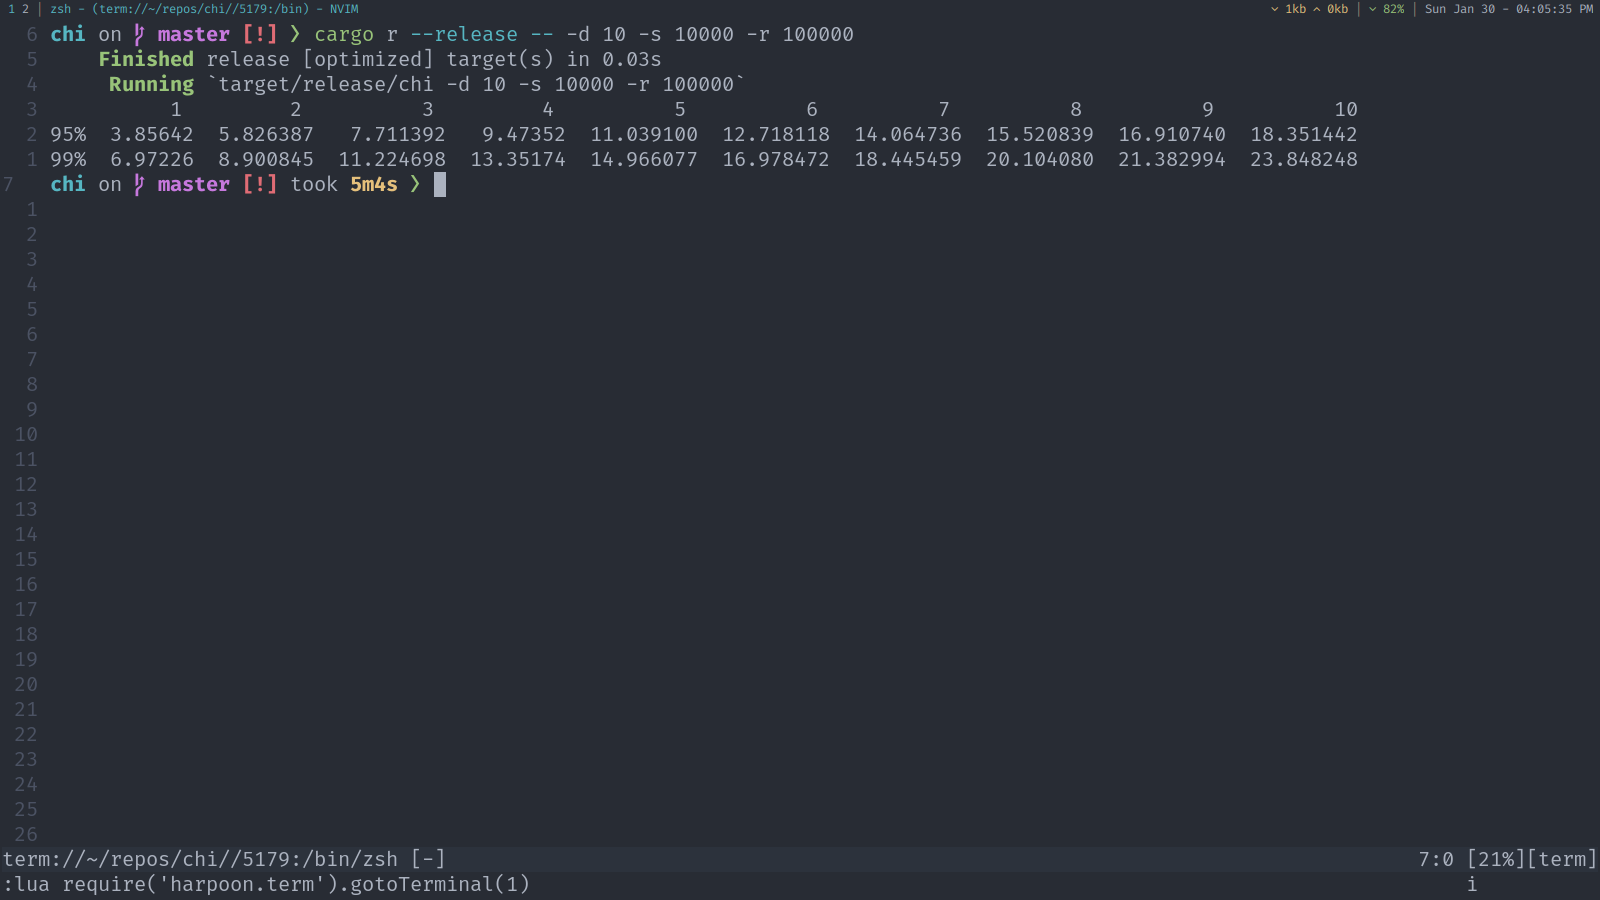 1 2 | zsh - (term://~/repos/chi//5179:/bin) - NVIM ⌄ 1kb ⌃ 0kb | ⌄ 82% | Sun Jan 30 - 04:05:35 PM
6 chi on master [!] ❯ cargo r --release -- -d 10 -s 10000 -r 100000
5 Finished release [optimized] target(s) in 0.03s
4 Running `target/release/chi -d 10 -s 10000 -r 100000`
3 1 2 3 4 5 6 7 8 9 10
2 95% 3.85642 5.826387 7.711392 9.47352 11.039100 12.718118 14.064736 15.520839 16.910740 18.351442
1 99% 6.97226 8.900845 11.224698 13.35174 14.966077 16.978472 18.445459 20.104080 21.382994 23.848248
7 chi on master [!] took 5m4s ❯
1
2
3
4
5
6
7
8
9
10
11
12
13
14
15
16
17
18
19
20
21
22
23
24
25
26
term://~/repos/chi//5179:/bin/zsh [-] 7:0 [21%][term]
:lua require('harpoon.term').gotoTerminal(1) i